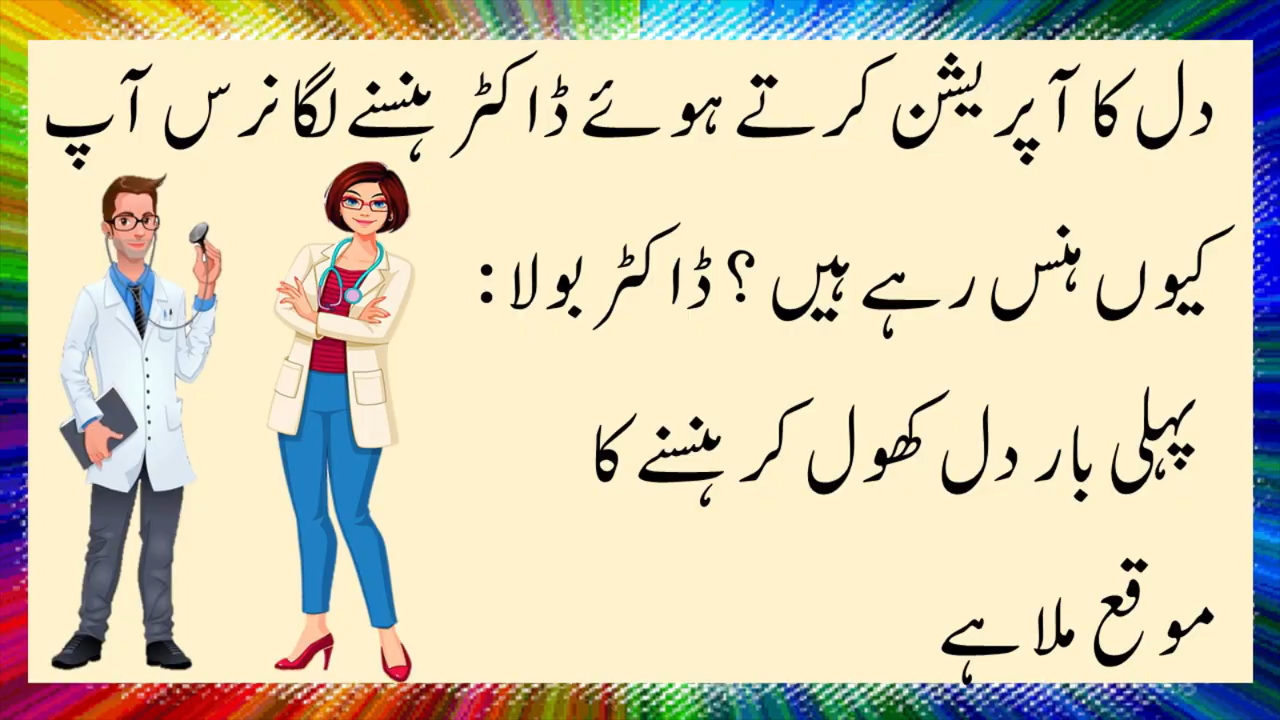 دل کا آپریشن کرتے ہوئے ڈاکٹر ہنسنے لگا نرس آپ
کیوں ہنس رہے ہیں ؟ ڈاکٹر بولا :
پہلی بار دل کھول کر ہنسنے کا
موقع ملا ہے